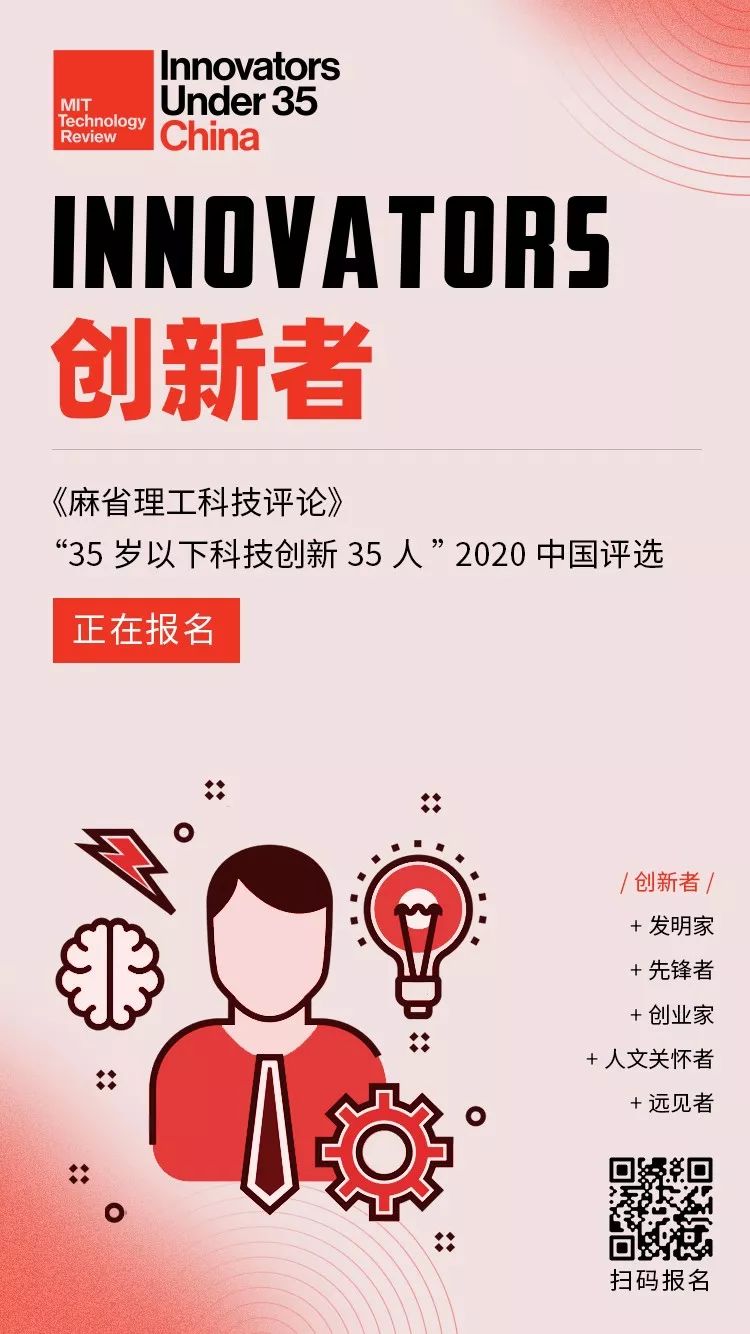 MIT
Technology
Review
Innovators
Under 35
China
INNOVATORS
创新者
《麻省理工科技评论》
“35 岁以下科技创新 35 人 ” 2020 中国评选
正在报名
/ 创新者 /
+ 发明家
+ 先锋者
+ 创业家
+ 人文关怀者
+ 远见者
扫码报名